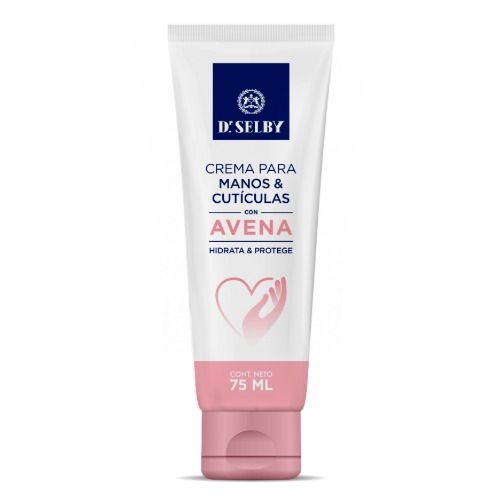 Dr SELBY
CREMA PARA
MANOS &
CUTÍCULAS
CON
AVENA
HIDRATA & PROTEGE
CONT. NETO
75 ML